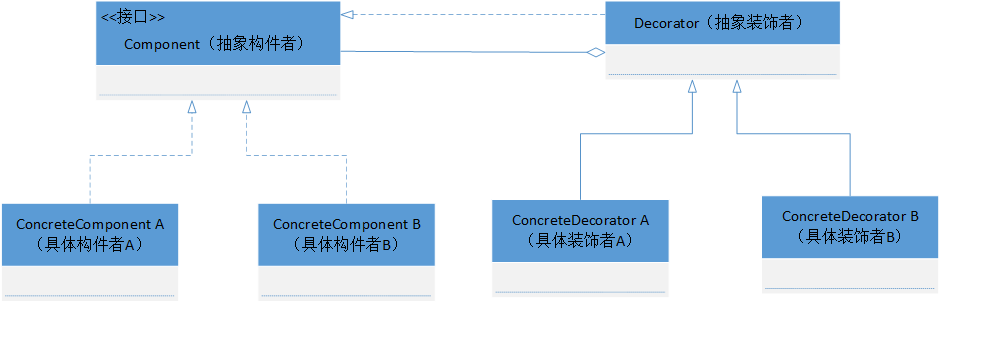 <<接口>>
Component（抽象构件者）
Decorator（抽象装饰者）
ConcreteComponent A
（具体构件者A）
ConcreteComponent B
（具体构件者B）
ConcreteDecorator A
（具体装饰者A）
ConcreteDecorator B
（具体装饰者B）